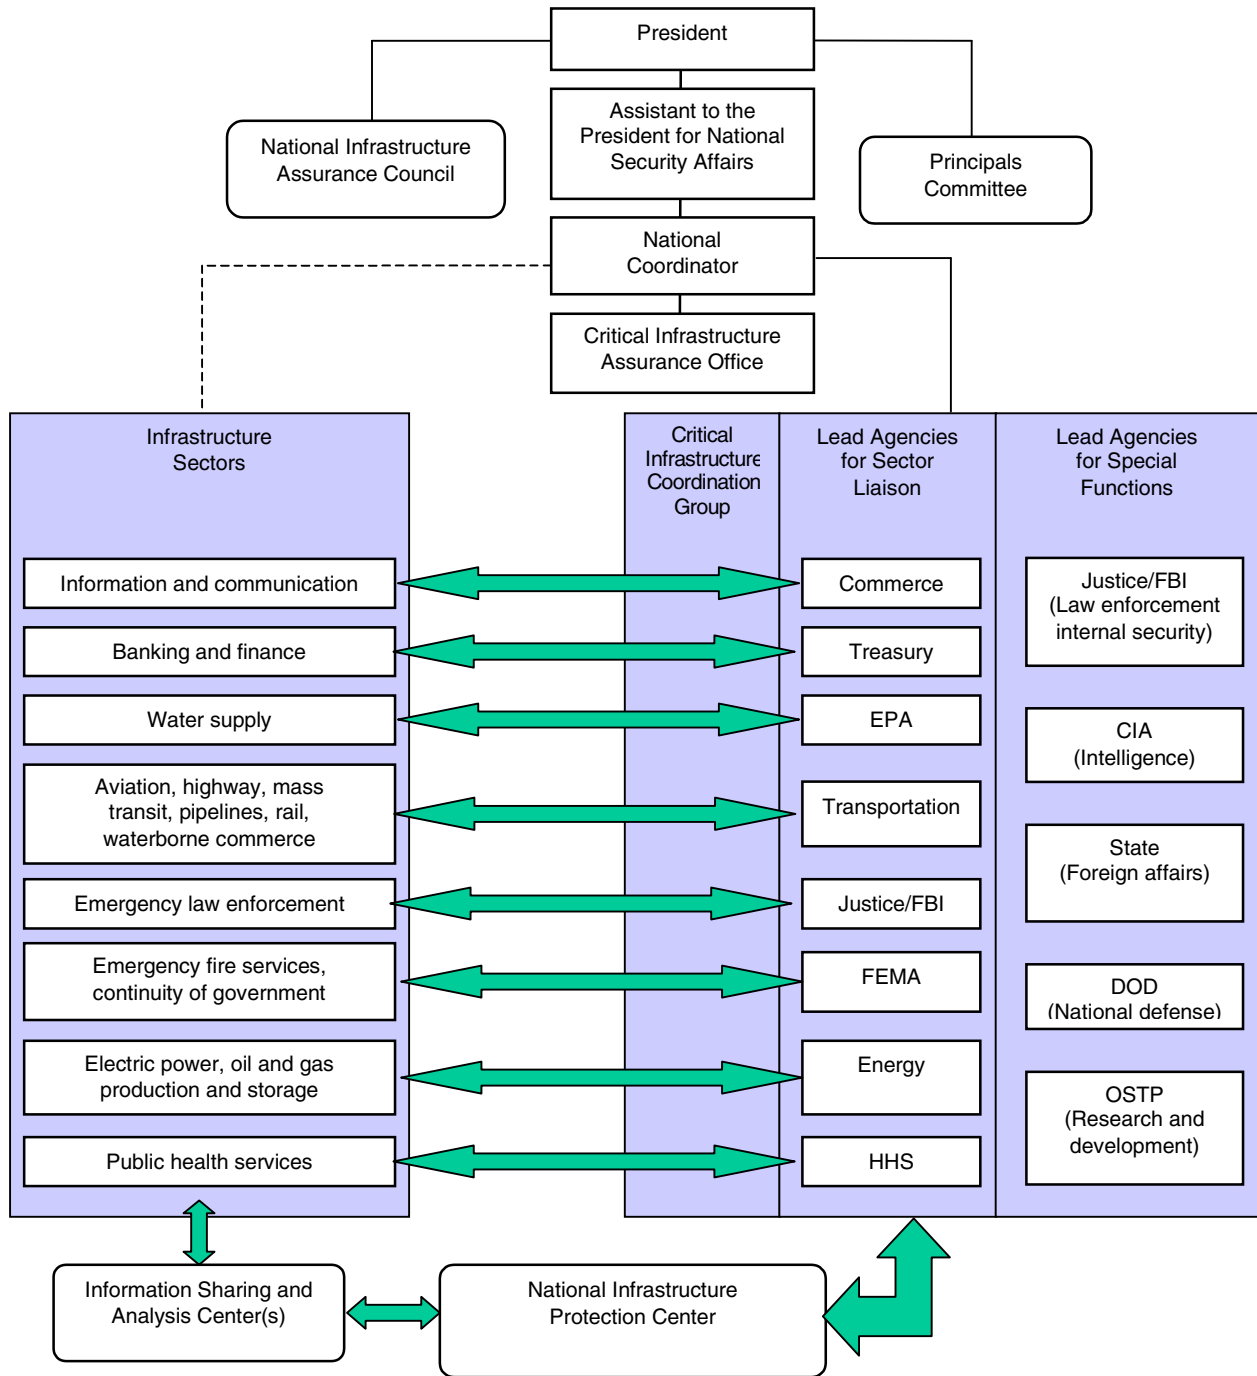 President
Assistant to the
President for National
Security Affairs
National Infrastructure
Assurance Council
Principals
Committee
National
Coordinator
Critical Infrastructure
Assurance Office
Infrastructure
Sectors
Critical
Infrastructure
Coordination
Group
Lead Agencies
for Sector
Liaison
Lead Agencies
for Special
Functions
Information and communication
Commerce
Banking and finance
Treasury
Water supply
EPA
Aviation, highway, mass
transit, pipelines, rail,
waterborne commerce
Transportation
Emergency law enforcement
Justice/FBI
Emergency fire services,
continuity of government
FEMA
Electric power, oil and gas
production and storage
Energy
Public health services
HHS
Justice/FBI
(Law enforcement
internal security)
CIA
(Intelligence)
State
(Foreign affairs)
DOD
(National defense)
OSTP
(Research and
development)
Information Sharing and
Analysis Center(s)
National Infrastructure
Protection Center